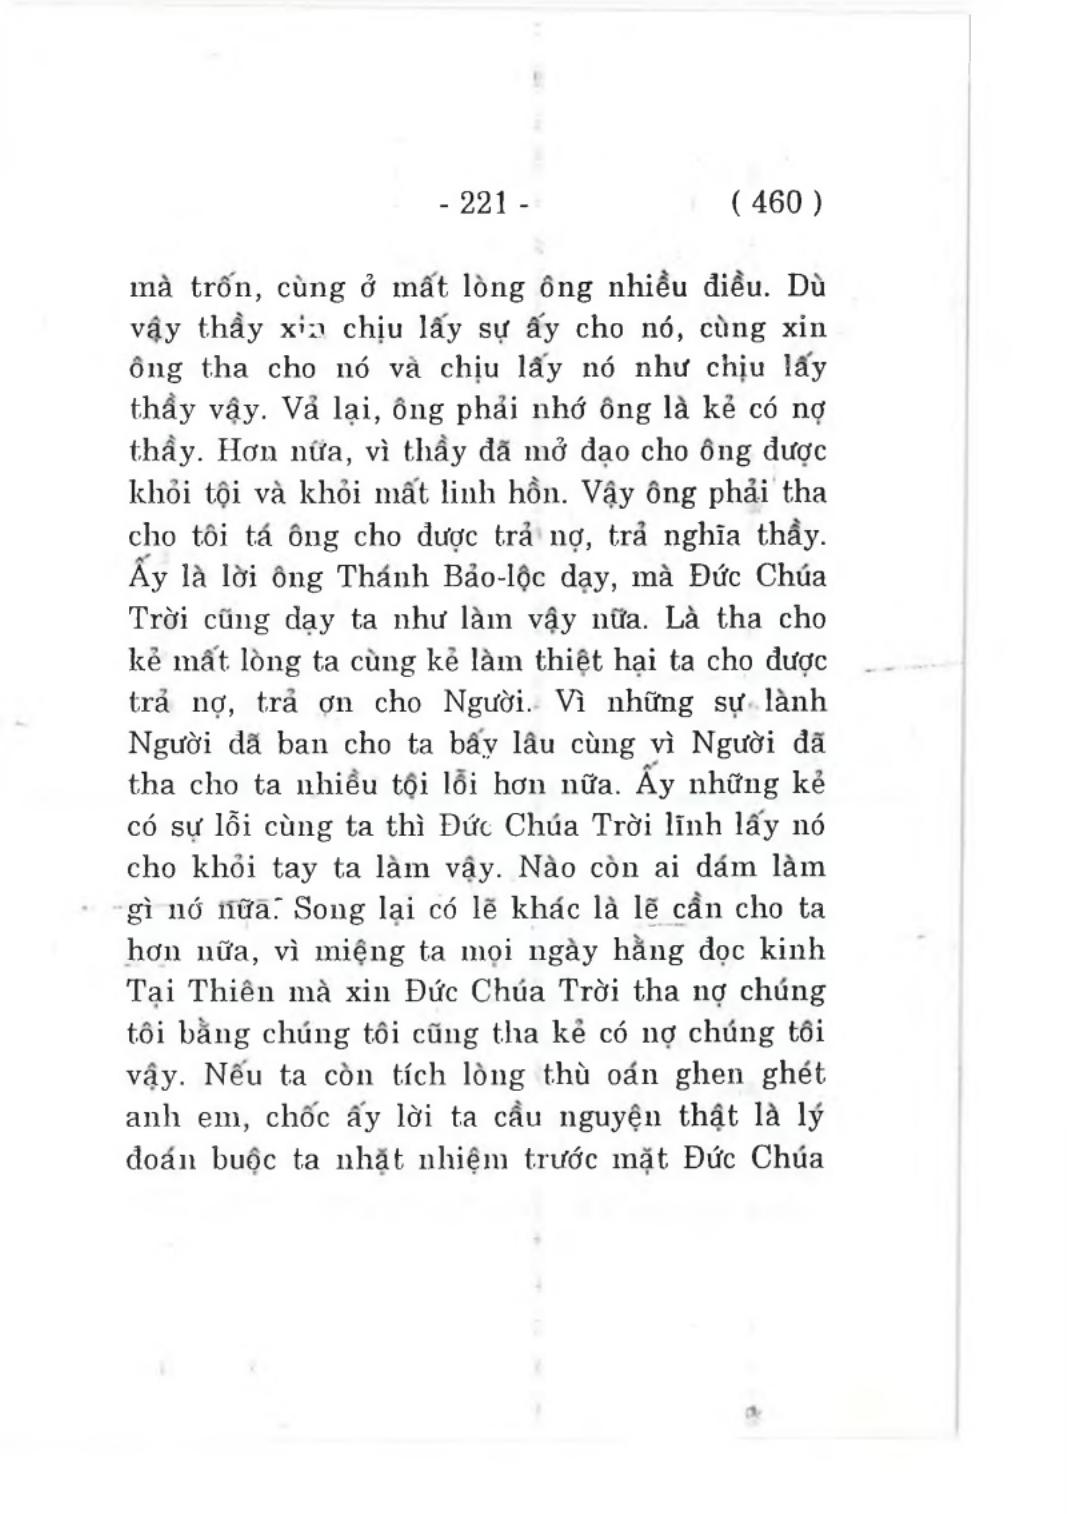 - 221 - ( 460 )
mà trốn, cùng ở mất lòng ông nhiều điều. Dù
vậy thầy xin chịu lấy sự ấy cho nó, cùng xin
ông tha cho nó và chịu lấy nó như chịu lấy
thầy vậy. Vả lại, ông phải nhớ ông là kẻ có nợ
thầy. Hơn nữa, vì thầy đã mở đạo cho ông được
khỏi tội và khỏi mất linh hồn. Vậy ông phải tha
cho tôi tá ông cho được trả nợ, trả nghĩa thầy.
Ấy là lời ông Thánh Bảo-lộc dạy, mà Đức Chúa
Trời cũng dạy ta như làm vậy nữa. Là tha cho
kẻ mất lòng ta cùng kẻ làm thiệt hại ta cho được
trả nợ, trả ơn cho Người. Vì những sự lành
Người đã ban cho ta bấy lâu cùng vì Người đã
tha cho ta nhiều tội lỗi hơn nữa. Ấy những kẻ
có sự lỗi cùng ta thì Đức Chúa Trời lĩnh lấy nó
cho khỏi tay ta làm vậy. Nào còn ai dám làm
gì nó nữa. Song lại có lẽ khác là lẽ cần cho ta
hơn nữa, vì miệng ta mọi ngày hằng đọc kinh
Tại Thiên mà xin Đức Chúa Trời tha nợ chúng
tôi bằng chúng tôi cũng tha kẻ có nợ chúng tôi
vậy. Nếu ta còn tích lòng thù oán ghen ghét
anh em, chốc ấy lời ta cầu nguyện thật là lý
đoán buộc ta nhặt nhiệm trước mặt Đức Chúa